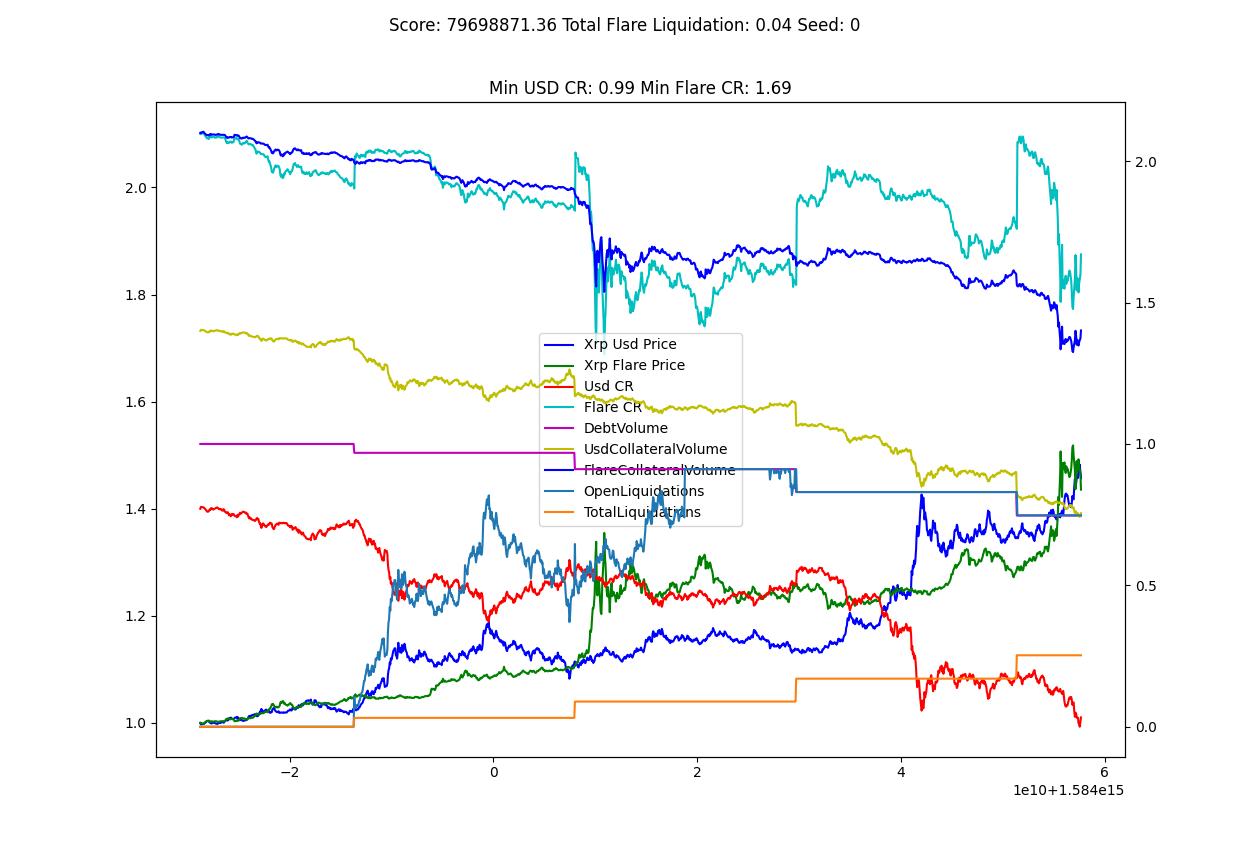 Score: 79698871.36 Total Flare Liquidation: 0.04 Seed: 0
Min USD CR: 0.99 Min Flare CR: 1.69
2.0
1.8
1.6
1.4
1.2
1.0
Xrp Usd Price
Xrp Flare Price
Usd CR
Flare CR
DebtVolume
UsdCollateralVolume
FlareCollateralVolume
OpenLiquidations
TotalLiquidations
2.0
1.5
1.0
0.5
0.0
−2 0 2 4 6
1e10+1.584e15